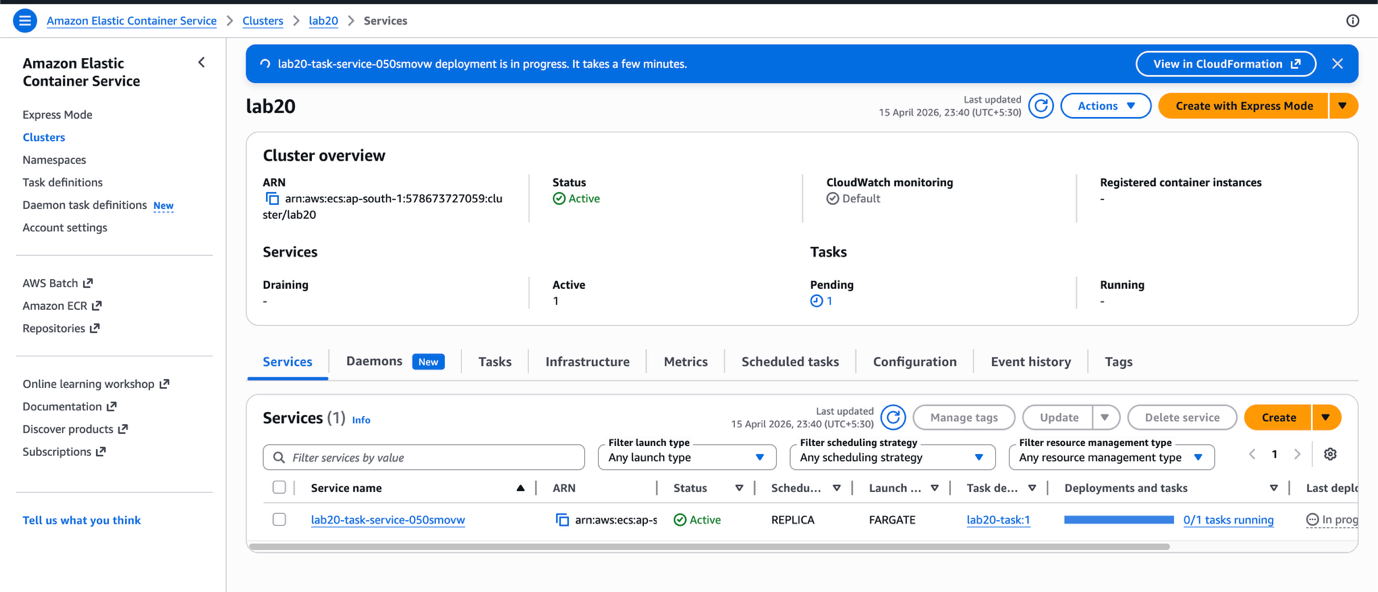 Amazon Elastic Container Service > Clusters > lab20 > Services
Amazon Elastic
Container Service
Express Mode
Clusters
Namespaces
Task definitions
Daemon task definitions New
Account settings
AWS Batch
Amazon ECR
Repositories
Online learning workshop
Documentation
Discover products
Subscriptions
Tell us what you think
lab20-task-service-050smovw deployment is in progress. It takes a few minutes.
View in CloudFormation
lab20
Last updated
15 April 2026, 23:40 (UTC+5:30)
Actions
Create with Express Mode
Cluster overview
ARN
arn:aws:ecs:ap-south-1:578673727059:clu
ster/lab20
Status
Active
CloudWatch monitoring
Default
Registered container instances
-
Services
Tasks
Draining
-
Active
1
Pending
1
Running
-
Services Daemons New Tasks Infrastructure Metrics Scheduled tasks Configuration Event history Tags
Services (1) Info
Last updated
15 April 2026, 23:40 (UTC+5:30)
Manage tags
Update
Delete service
Create
Filter services by value
Filter launch type
Any launch type
Filter scheduling strategy
Any scheduling strategy
Filter resource management type
Any resource management type
1
Service name ARN Status Schedu... Launch ... Task de... Deployments and tasks Last deplo
lab20-task-service-050smovw arn:aws:ecs:ap-s Active REPLICA FARGATE lab20-task:1 0/1 tasks running In prog